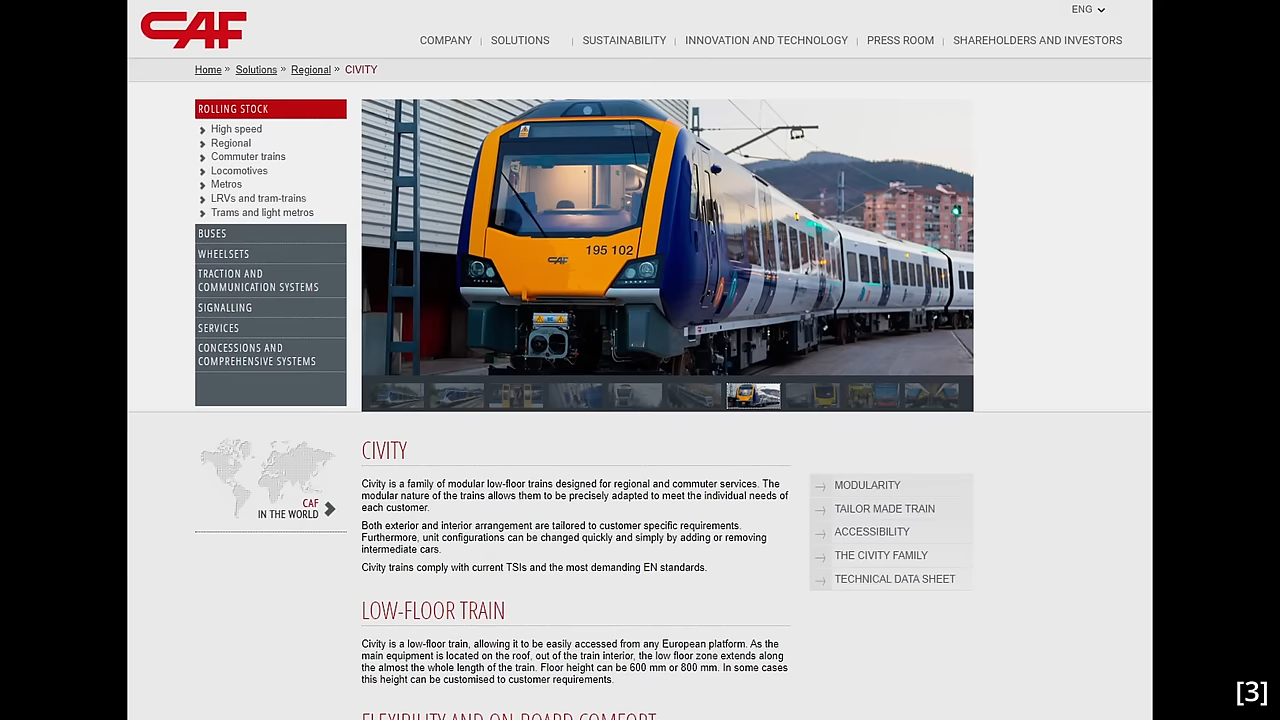 CAF
ENG
COMPANY | SOLUTIONS | SUSTAINABILITY | INNOVATION AND TECHNOLOGY | PRESS ROOM | SHAREHOLDERS AND INVESTORS
Home » Solutions » Regional » CIVITY
ROLLING STOCK
High speed
Regional
Commuter trains
Locomotives
Metros
LRVs and tram-trains
Trams and light metros
BUSES
WHEELSETS
TRACTION AND
COMMUNICATION SYSTEMS
SIGNALLING
SERVICES
CONCESSIONS AND
COMPREHENSIVE SYSTEMS
195 102
CAF
CAF
IN THE WORLD
CIVITY
Civity is a family of modular low-floor trains designed for regional and commuter services. The
modular nature of the trains allows them to be precisely adapted to meet the individual needs of
each customer.
Both exterior and interior arrangement are tailored to customer specific requirements.
Furthermore, unit configurations can be changed quickly and simply by adding or removing
intermediate cars.
Civity trains comply with current TSIs and the most demanding EN standards.
MODULARITY
TAILOR MADE TRAIN
ACCESSIBILITY
THE CIVITY FAMILY
TECHNICAL DATA SHEET
LOW-FLOOR TRAIN
Civity is a low-floor train, allowing it to be easily accessed from any European platform. As the
main equipment is located on the roof, out of the train interior, the low floor zone extends along
the almost the whole length of the train. Floor height can be 600 mm or 800 mm. In some cases
this height can be customised to customer requirements.
FLEXIBILITY AND ON-BOARD COMFORT
[3]